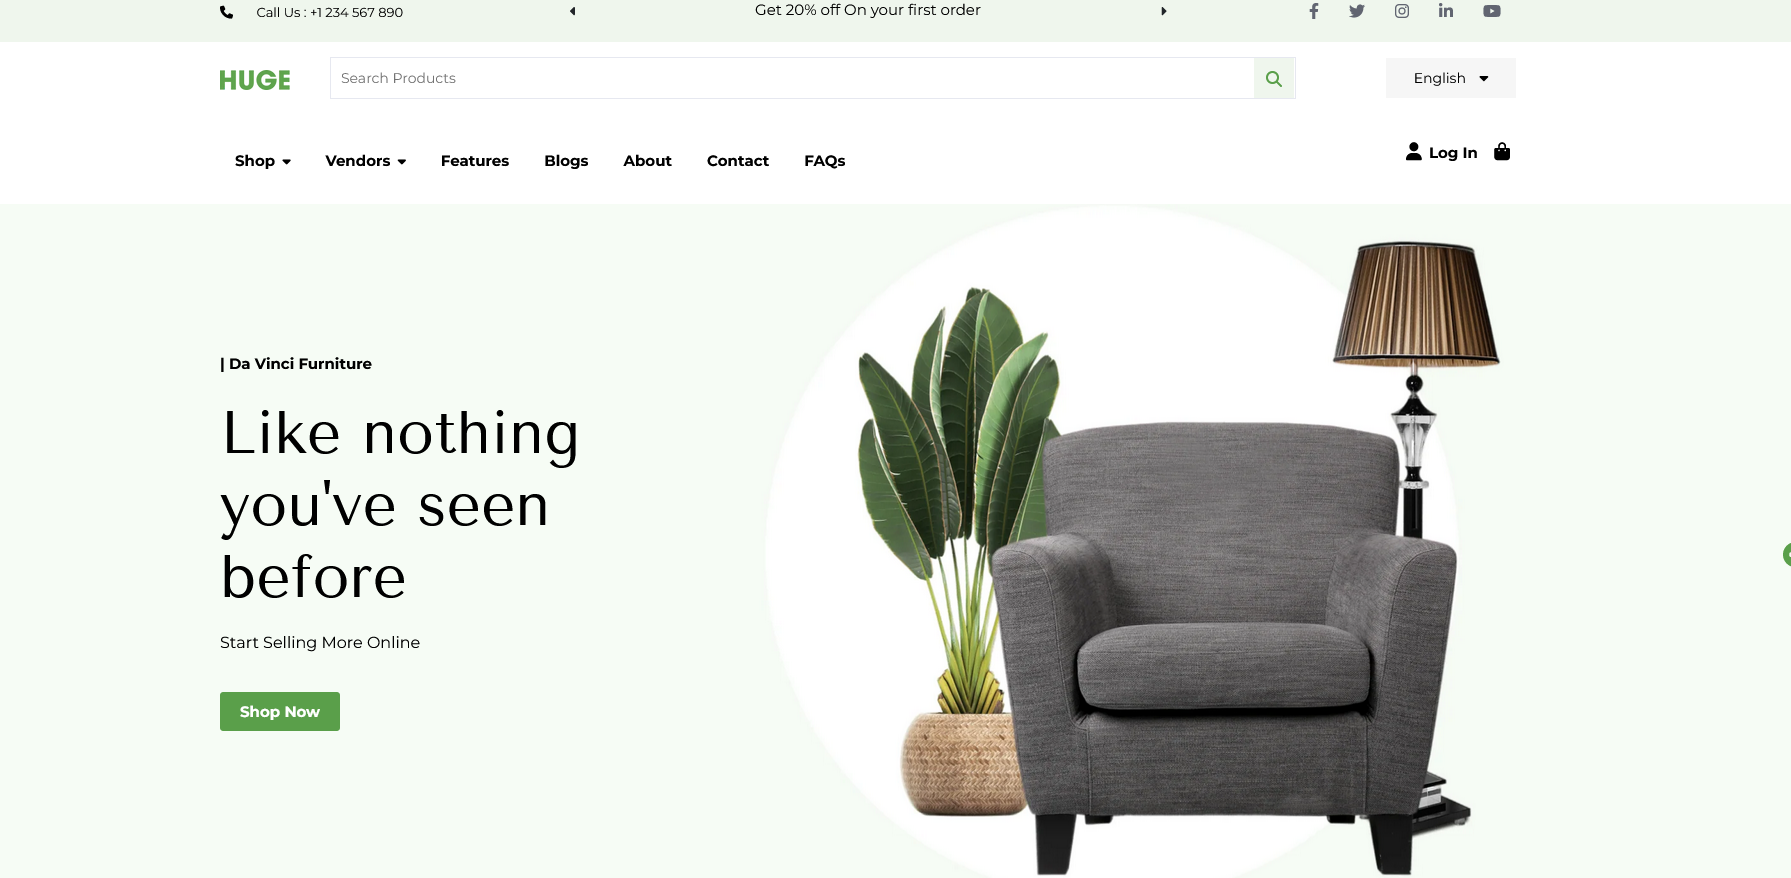 Call Us : +1 234 567 890
Get 20% off On your first order
HUGE
Search Products
English
Shop
Vendors
Features
Blogs
About
Contact
FAQs
Log In
| Da Vinci Furniture
Like nothing
you've seen
before
Start Selling More Online
Shop Now